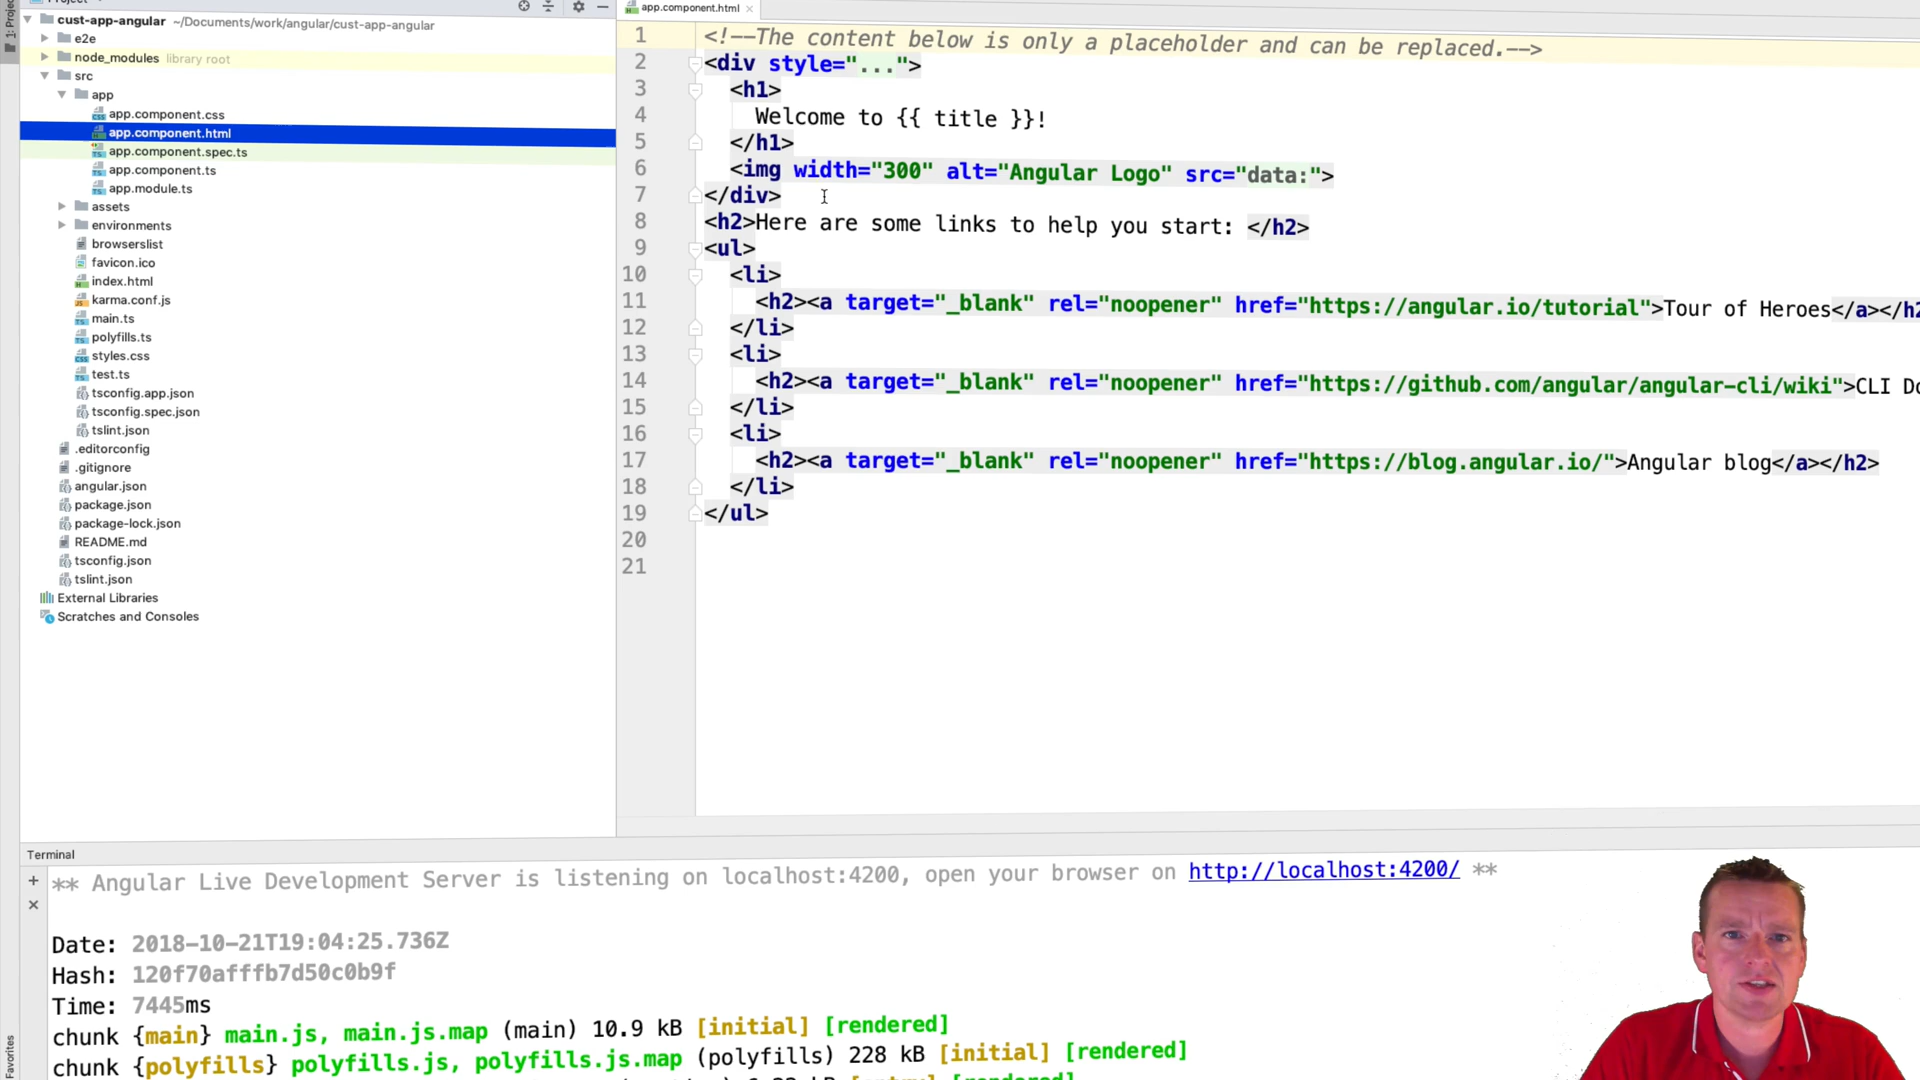 1: Project
Project
cust-app-angular ~/Documents/work/angular/cust-app-angular
e2e
node_modules library root
src
app
app.component.css
app.component.html
app.component.spec.ts
app.component.ts
app.module.ts
assets
environments
browserslist
favicon.ico
index.html
karma.conf.js
main.ts
polyfills.ts
styles.css
test.ts
tsconfig.app.json
tsconfig.spec.json
tslint.json
.editorconfig
.gitignore
angular.json
package.json
package-lock.json
README.md
tsconfig.json
tslint.json
External Libraries
Scratches and Consoles
app.component.html
1 <!--The content below is only a placeholder and can be replaced.-->
2 <div style="...">
3 <h1>
4 Welcome to {{ title }}!
5 </h1>
6 <img width="300" alt="Angular Logo" src="data:">
7 </div>
8 <h2>Here are some links to help you start: </h2>
9 <ul>
10 <li>
11 <h2><a target="_blank" rel="noopener" href="https://angular.io/tutorial">Tour of Heroes</a></h2
12 </li>
13 <li>
14 <h2><a target="_blank" rel="noopener" href="https://github.com/angular/angular-cli/wiki">CLI Do
15 </li>
16 <li>
17 <h2><a target="_blank" rel="noopener" href="https://blog.angular.io/">Angular blog</a></h2>
18 </li>
19 </ul>
20
21
Terminal
** Angular Live Development Server is listening on localhost:4200, open your browser on http://localhost:4200/ **
Date: 2018-10-21T19:04:25.736Z
Hash: 120f70afffb7d50c0b9f
Time: 7445ms
chunk {main} main.js, main.js.map (main) 10.9 kB [initial] [rendered]
chunk {polyfills} polyfills.js, polyfills.js.map (polyfills) 228 kB [initial] [rendered]
Favorites